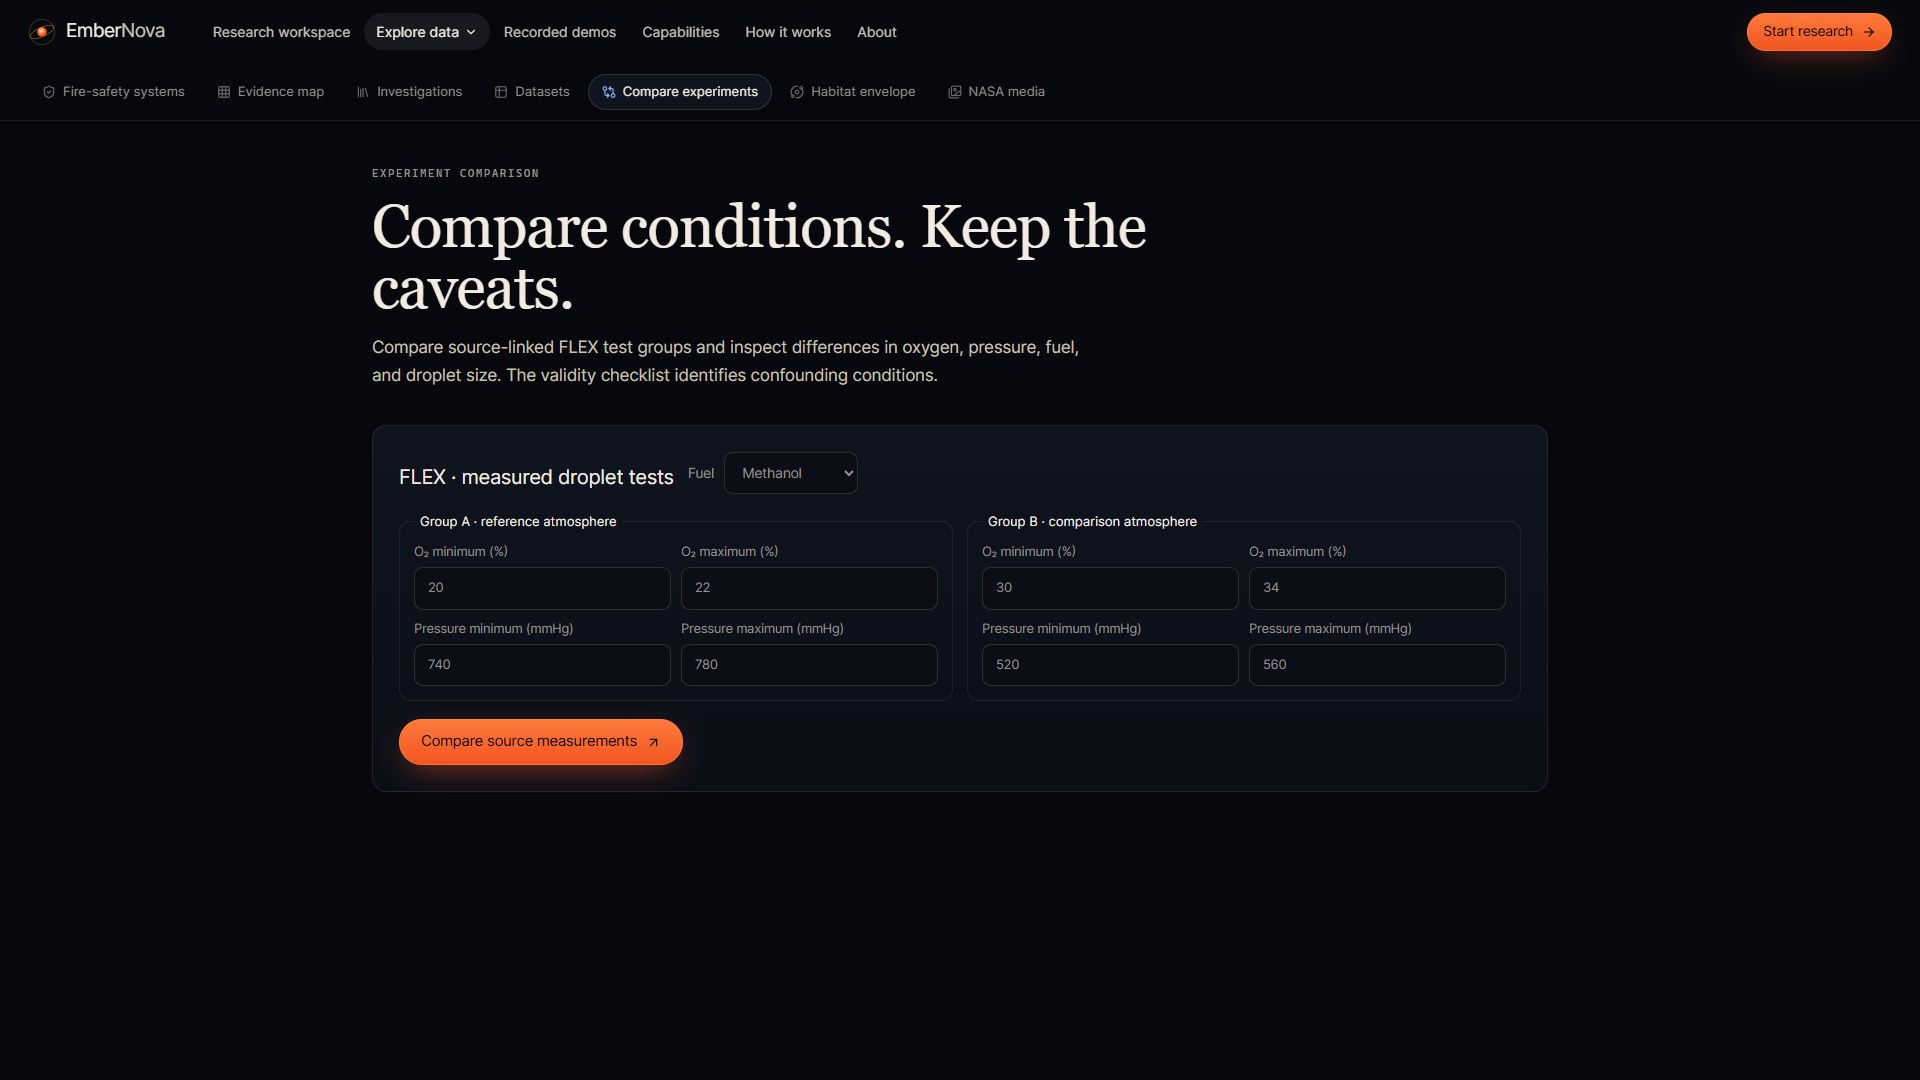 EmberNova
Research workspace
Explore data
Recorded demos
Capabilities
How it works
About
Start research
Fire-safety systems
Evidence map
Investigations
Datasets
Compare experiments
Habitat envelope
NASA media
EXPERIMENT COMPARISON
Compare conditions. Keep the
caveats.
Compare source-linked FLEX test groups and inspect differences in oxygen, pressure, fuel,
and droplet size. The validity checklist identifies confounding conditions.
FLEX · measured droplet tests
Fuel
Methanol
Group A · reference atmosphere
O₂ minimum (%)
O₂ maximum (%)
20
22
Pressure minimum (mmHg)
Pressure maximum (mmHg)
740
780
Group B · comparison atmosphere
O₂ minimum (%)
O₂ maximum (%)
30
34
Pressure minimum (mmHg)
Pressure maximum (mmHg)
520
560
Compare source measurements